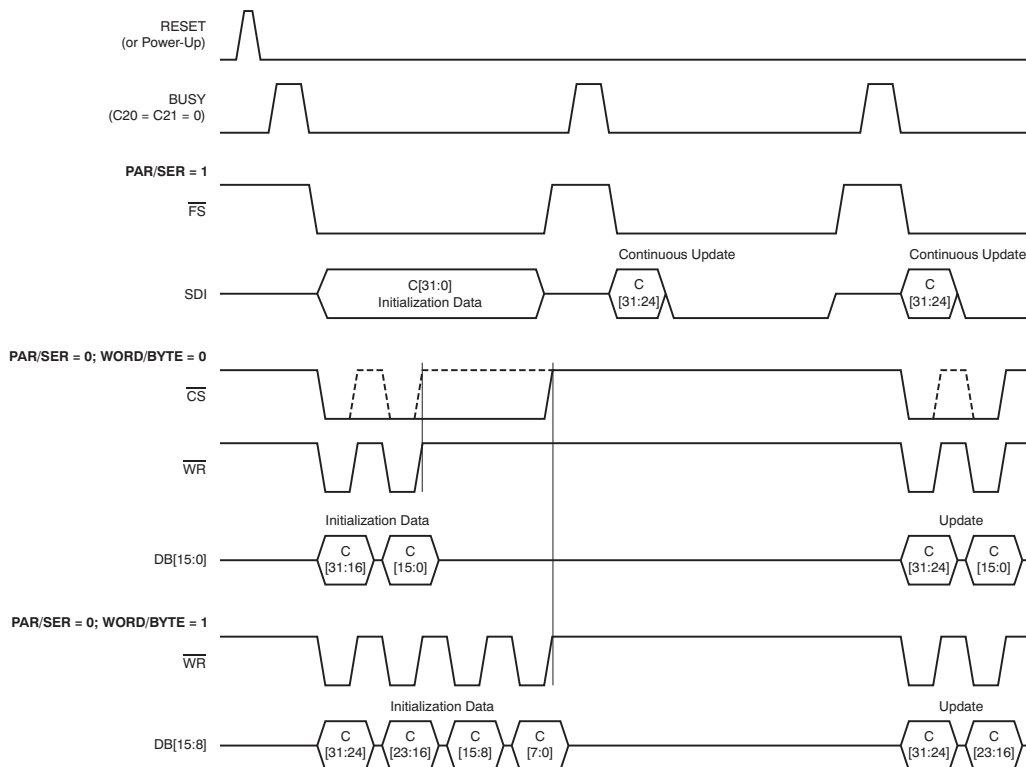 RESET
(or Power-Up)
BUSY
(C20 = C21 = 0)
PAR/SER = 1
FS
Continuous Update
Continuous Update
SDI
C[31:0]
Initialization Data
C
[31:24]
C
[31:24]
PAR/SER = 0; WORD/BYTE = 0
CS
WR
Initialization Data
Update
DB[15:0]
C
[31:16]
C
[15:0]
C
[31:24]
C
[15:0]
PAR/SER = 0; WORD/BYTE = 1
WR
Initialization Data
Update
DB[15:8]
C
[31:24]
C
[23:16]
C
[15:8]
C
[7:0]
C
[31:24]
C
[23:16]